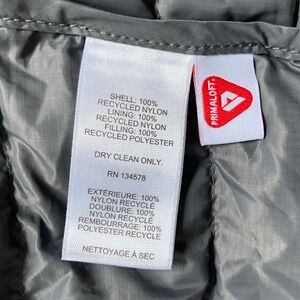 SHELL: 100%
RECYCLED NYLON
LINING: 100%
RECYCLED NYLON
FILLING: 100%
RECYCLED POLYESTER
DRY CLEAN ONLY.
RN 134578
EXTÉRIEURE: 100%
NYLON RECYCLÉ
DOUBLURE: 100%
NYLON RECYCLÉ
REMBOURRAGE: 100%
POLYESTER RECYCLÉ
NETTOYAGE À SEC
PRIMALOFT